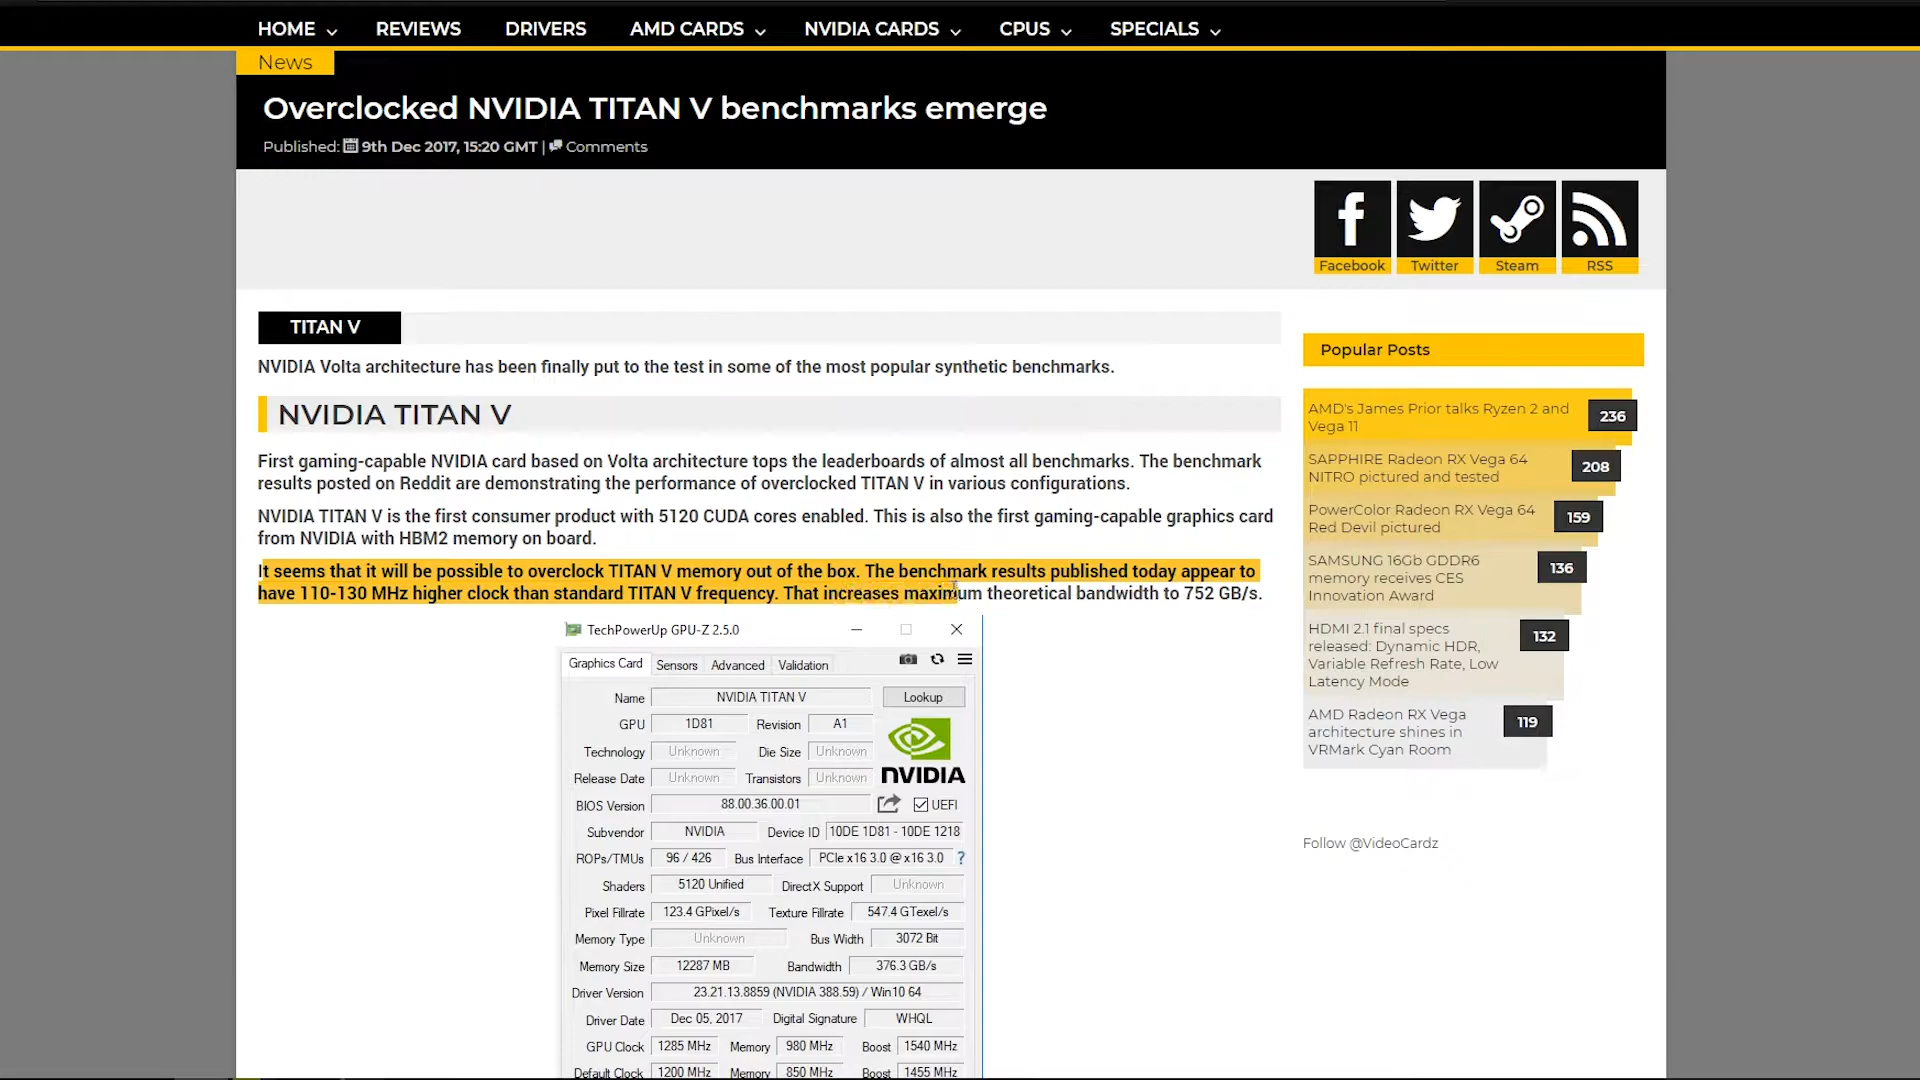 HOME REVIEWS DRIVERS AMD CARDS NVIDIA CARDS CPUS SPECIALS
News
Overclocked NVIDIA TITAN V benchmarks emerge
Published: 9th Dec 2017, 15:20 GMT | Comments
Facebook Twitter Steam RSS
TITAN V
NVIDIA Volta architecture has been finally put to the test in some of the most popular synthetic benchmarks.
NVIDIA TITAN V
First gaming-capable NVIDIA card based on Volta architecture tops the leaderboards of almost all benchmarks. The benchmark
results posted on Reddit are demonstrating the performance of overclocked TITAN V in various configurations.
NVIDIA TITAN V is the first consumer product with 5120 CUDA cores enabled. This is also the first gaming-capable graphics card
from NVIDIA with HBM2 memory on board.
It seems that it will be possible to overclock TITAN V memory out of the box. The benchmark results published today appear to
have 110-130 MHz higher clock than standard TITAN V frequency. That increases maximum theoretical bandwidth to 752 GB/s.
TechPowerUp GPU-Z 2.5.0
Graphics Card Sensors Advanced Validation
Name NVIDIA TITAN V Lookup
GPU 1D81 Revision A1
Technology Unknown Die Size Unknown
Release Date Unknown Transistors Unknown
NVIDIA
BIOS Version 88.00.36.00.01 UEFI
Subvendor NVIDIA Device ID 10DE 1D81 - 10DE 1218
ROPs/TMUs 96 / 426 Bus Interface PCIe x16 3.0 @ x16 3.0 ?
Shaders 5120 Unified DirectX Support Unknown
Pixel Fillrate 123.4 GPixel/s Texture Fillrate 547.4 GTexel/s
Memory Type Unknown Bus Width 3072 Bit
Memory Size 12287 MB Bandwidth 376.3 GB/s
Driver Version 23.21.13.8859 (NVIDIA 388.59) / Win10 64
Driver Date Dec 05, 2017 Digital Signature WHQL
GPU Clock 1285 MHz Memory 980 MHz Boost 1540 MHz
Default Clock 1200 MHz Memory 850 MHz Boost 1455 MHz
Popular Posts
AMD's James Prior talks Ryzen 2 and
Vega 11
236
SAPPHIRE Radeon RX Vega 64
NITRO pictured and tested
208
PowerColor Radeon RX Vega 64
Red Devil pictured
159
SAMSUNG 16Gb GDDR6
memory receives CES
Innovation Award
136
HDMI 2.1 final specs
released: Dynamic HDR,
Variable Refresh Rate, Low
Latency Mode
132
AMD Radeon RX Vega
architecture shines in
VRMark Cyan Room
119
Follow @VideoCardz